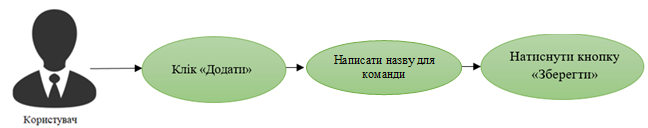 Користувач
Клік «Додати»
Написати назву для
команди
Натиснути кнопку
«Зберегти»